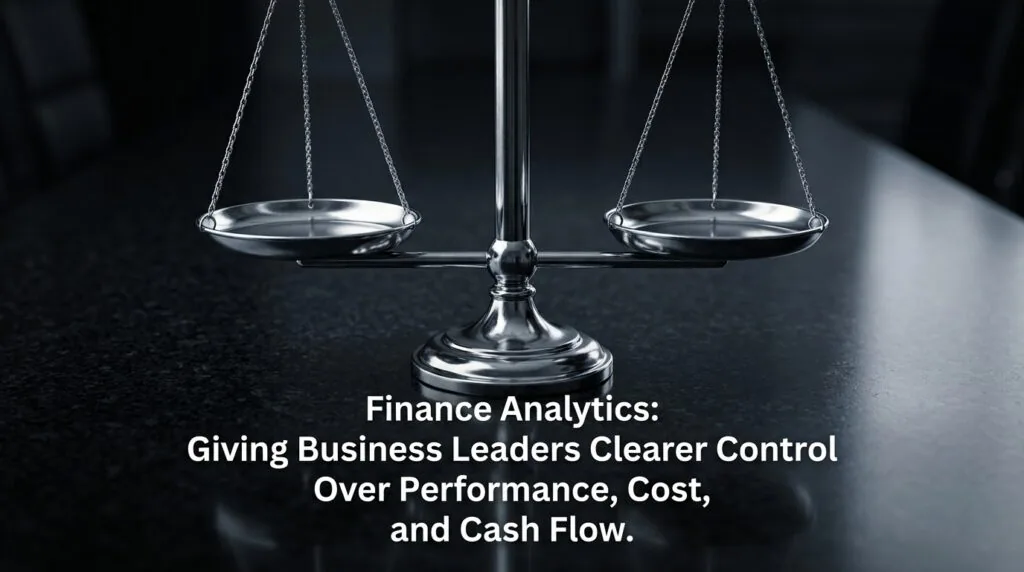 Finance Analytics:
Giving Business Leaders Clearer Control
Over Performance, Cost,
and Cash Flow.